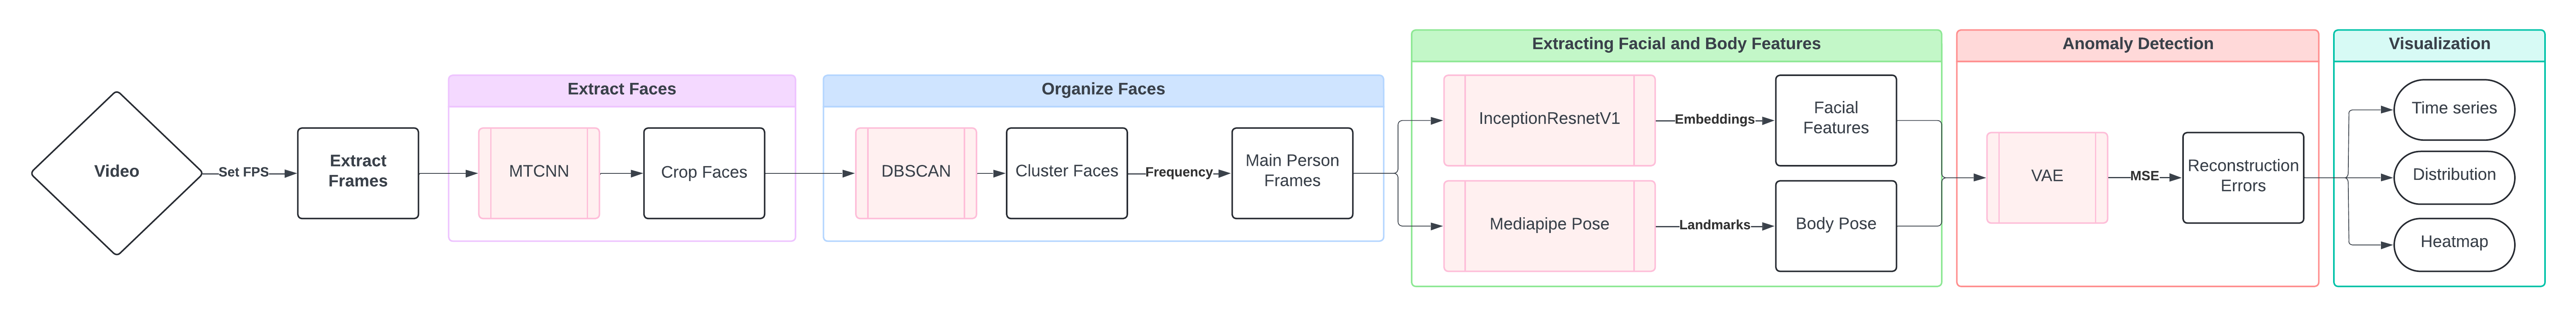 Video
Set FPS
Extract
Frames
Extract Faces
MTCNN
Crop Faces
Organize Faces
DBSCAN
Cluster Faces
Frequency
Main Person
Frames
Extracting Facial and Body Features
InceptionResnetV1
Embeddings
Facial
Features
Mediapipe Pose
Landmarks
Body Pose
Anomaly Detection
VAE
MSE
Reconstruction
Errors
Visualization
Time series
Distribution
Heatmap